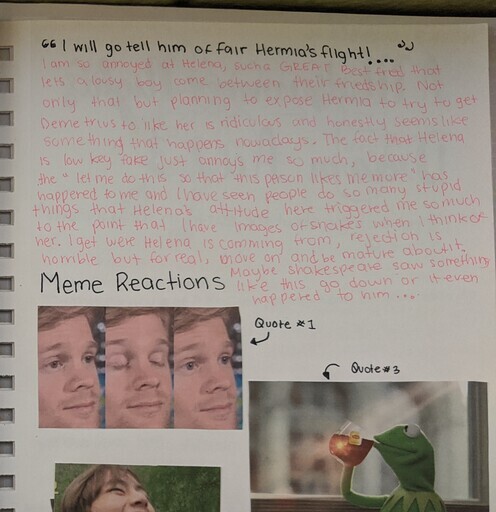 “ I will go tell him of fair Hermia's flight!.... ”
I am so annoyed at Helena, such a GREAT best fred that
lets a lousy boy come between their friedship. Not
only that but planning to expose Hermia to try to get
Demetrius to like her is ridiculous and honestly seems like
something that happens nowadays. The fact that Helena
is low key fake just annoys me so much, because
the "let me do this so that this person likes me more" has
happened to me and I have seen people do so many stupid
things that Helena's attitude here triggered me so much
to the point that I have images of snakes when I think of
her. I get were Helena is comming from, rejection is
horrible but for real, move on and be mature about it.
Maybe shakespeare saw something
like this go down or it even
happened to him ...
Meme Reactions
Quote #1
Quote #3